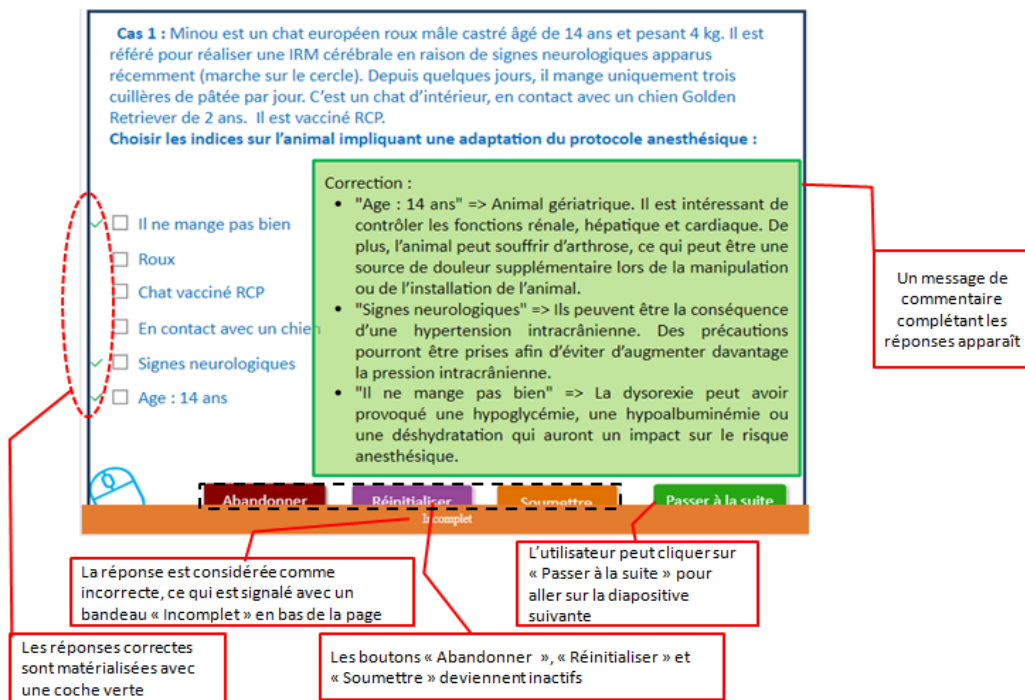 Cas 1 : Minou est un chat européen roux mâle castré âgé de 14 ans et pesant 4 kg. Il est
référé pour réaliser une IRM cérébrale en raison de signes neurologiques apparus
récemment (marche sur le cercle). Depuis quelques jours, il mange uniquement trois
cuillères de pâtée par jour. C’est un chat d’intérieur, en contact avec un chien Golden
Retriever de 2 ans. Il est vacciné RCP.
Choisir les indices sur l’animal impliquant une adaptation du protocole anesthésique :
Il ne mange pas bien
Roux
Chat vacciné RCP
En contact avec un chien
Signes neurologiques
Age : 14 ans
Correction :
• "Age : 14 ans" => Animal gériatrique. Il est intéressant de
contrôler les fonctions rénale, hépatique et cardiaque. De
plus, l’animal peut souffrir d’arthrose, ce qui peut être une
source de douleur supplémentaire lors de la manipulation
ou de l’installation de l’animal.
• "Signes neurologiques" => Ils peuvent être la conséquence
d’une hypertension intracrânienne. Des précautions
pourront être prises afin d’éviter d’augmenter davantage
la pression intracrânienne.
• "Il ne mange pas bien" => La dysorexie peut avoir
provoqué une hypoglycémie, une hypoalbuminémie ou
une déshydratation qui auront un impact sur le risque
anesthésique.
Un message de
commentaire
complétant les
réponses apparaît
Abandonner
Réinitialiser
Soumettre
Passer à la suite
Incomplet
La réponse est considérée comme
incorrecte, ce qui est signalé avec un
bandeau « Incomplet » en bas de la page
L’utilisateur peut cliquer sur
« Passer à la suite » pour
aller sur la diapositive
suivante
Les réponses correctes
sont matérialisées avec
une coche verte
Les boutons « Abandonner », « Réinitialiser » et
« Soumettre » deviennent inactifs